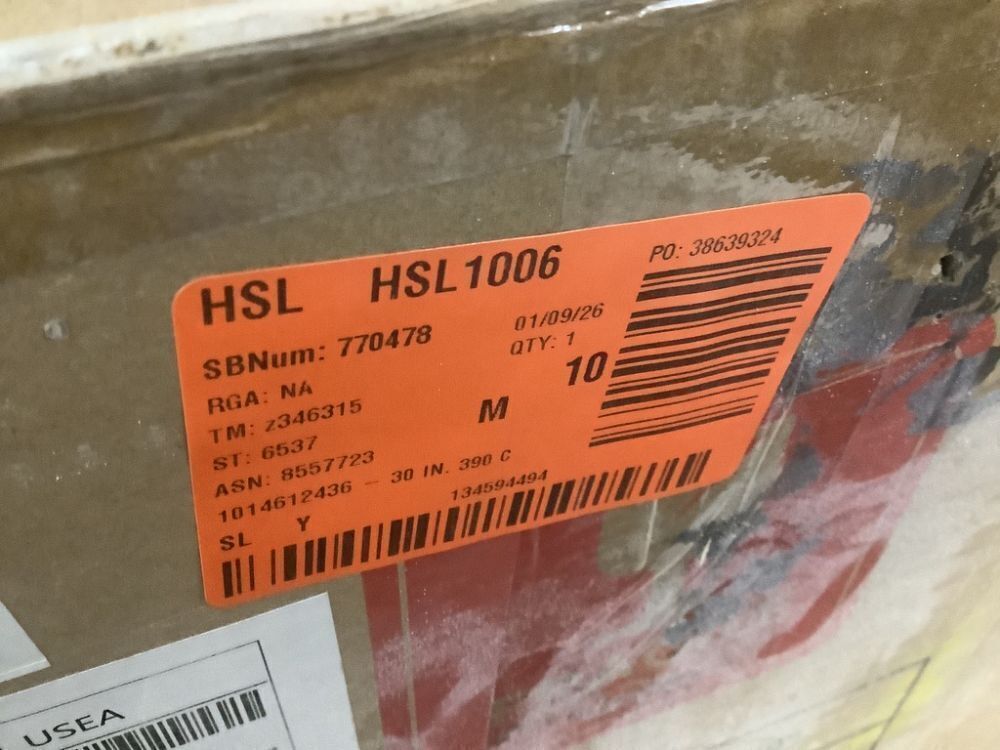 HSL HSL1006
PO: 38639324
SBNum: 770478
01/09/26
RGA: NA
QTY: 1
TM: z346315
M
10
ST: 6537
ASN: 8557723
1014612436 - 30 IN. 390 C
SL Y
134594494
USEA